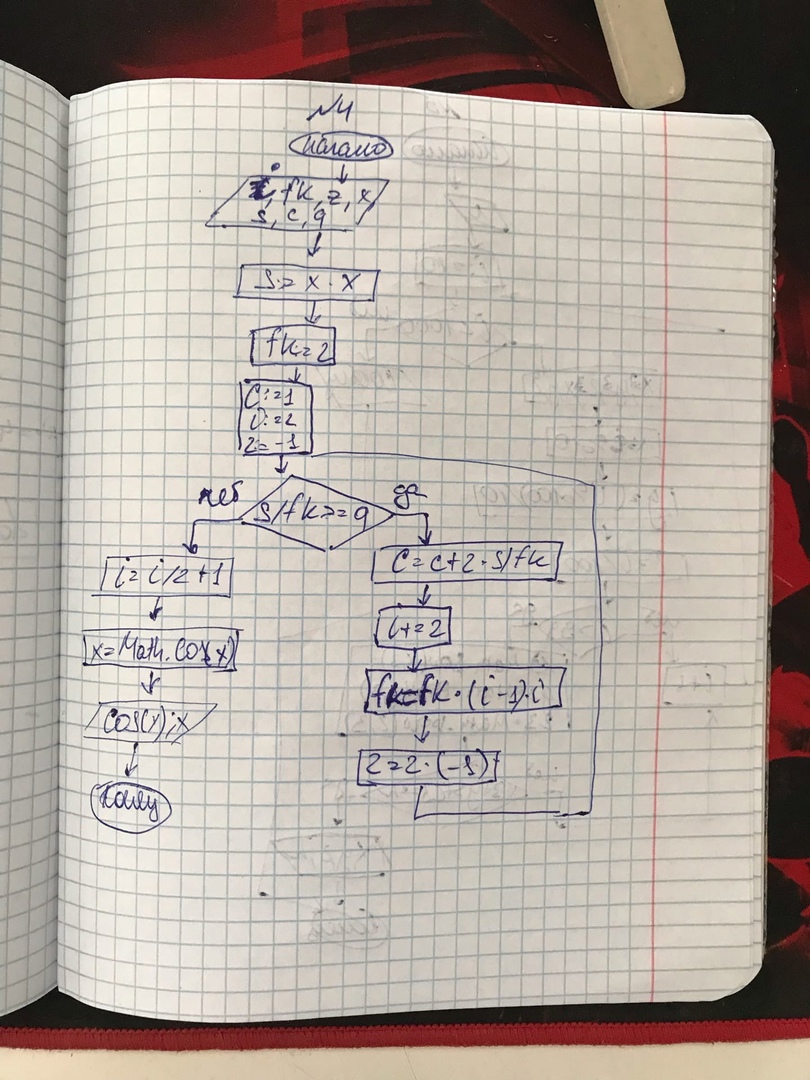 №4
начало
i, fk, z, x
s, c, q
s:= x · x
fk=2
C:=1
i:=2
z=-1
s/fk>=q
нет
да
i=i/2+1
x=Math.Cos(x)
cos(x);x
C=c+z·s/fk
i+=2
fk=fk·(i-1)·i
z=z·(-1)
конец